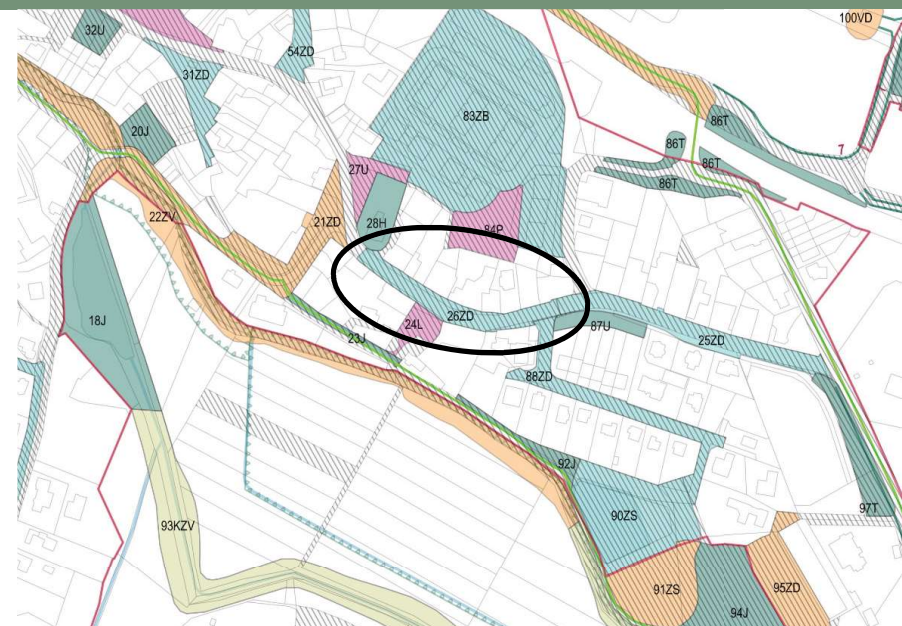 32U
54ZD
100VD
31ZD
20J
83ZB
86T
86T
86T
86T
27U
22ZV
21ZD
28H
84P
18J
23J
24L
26ZD
87U
25ZD
88ZD
92J
97T
90ZS
93KZV
91ZS
94J
95ZD